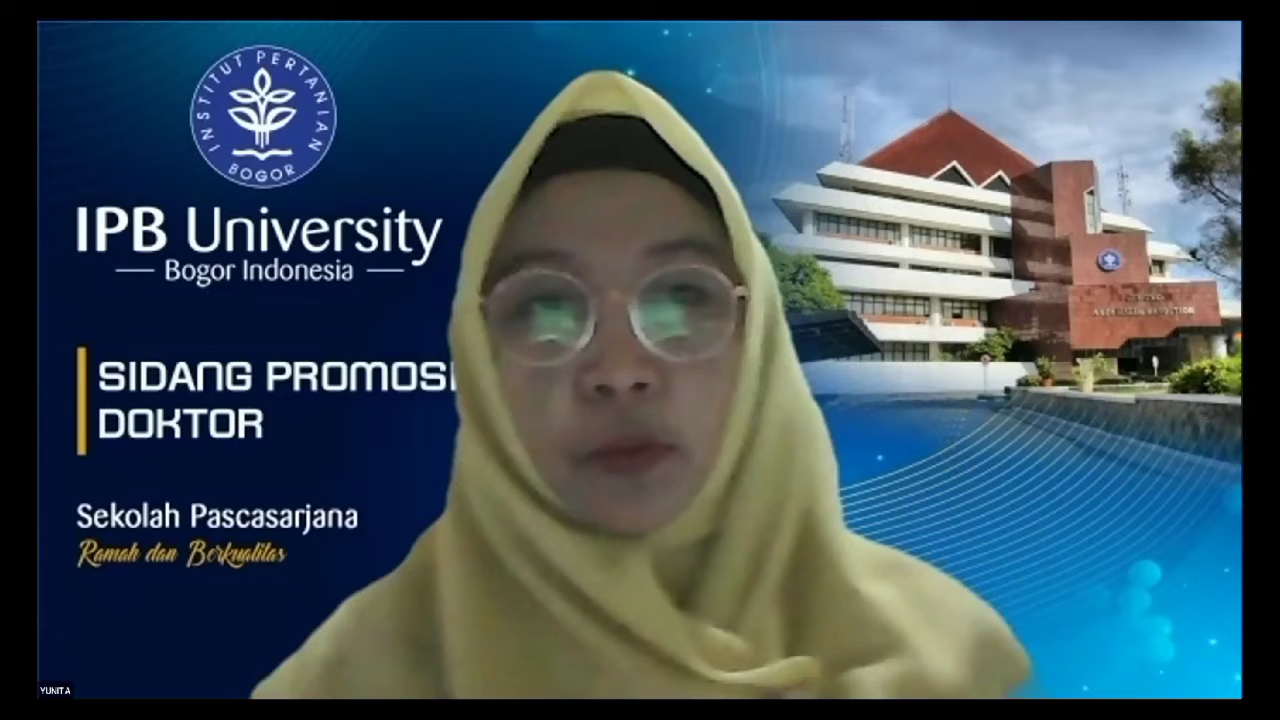 INSTITUT PERTANIAN
BOGOR
IPB University
Bogor Indonesia
SIDANG PROMOSI
DOKTOR
Sekolah Pascasarjana
Ramah dan Berkualitas
YUNITA